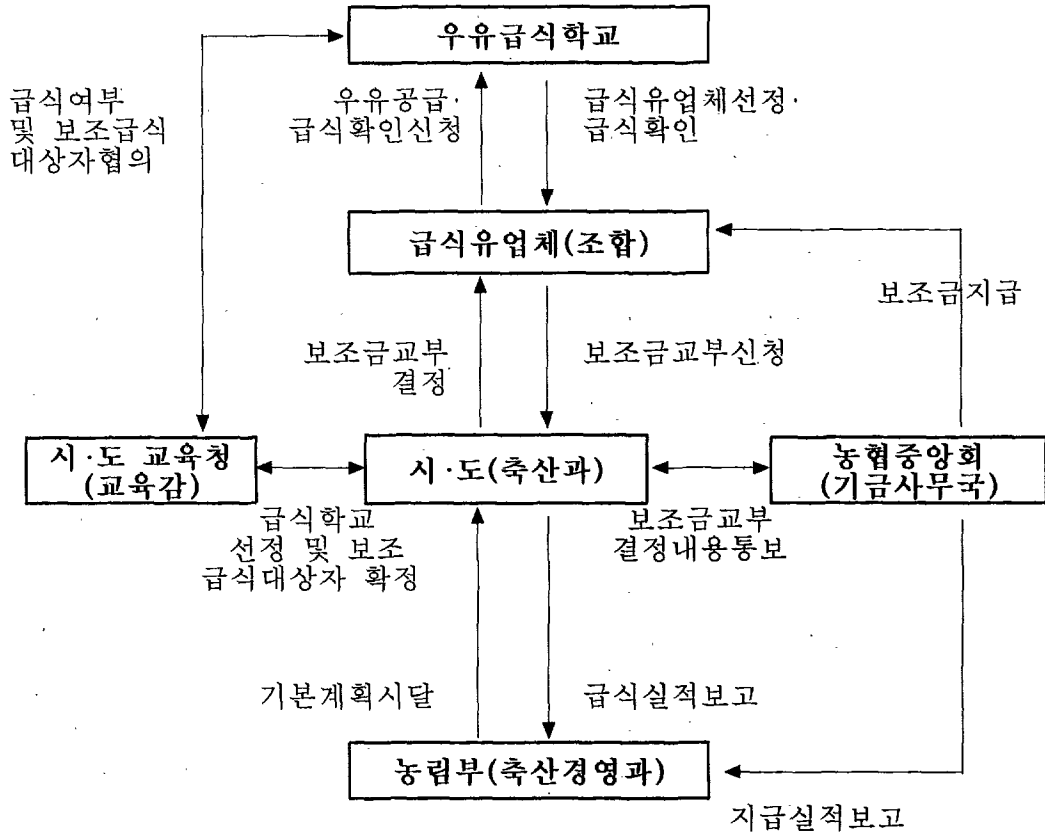 우유급식학교
급식여부
및 보조급식
대상자협의
우유공급·
급식확인신청
급식유업체선정·
급식확인
급식유업체(조합)
보조금지급
보조금교부
결정
보조금교부신청
시·도 교육청
(교육감)
시·도(축산과)
농협중앙회
(기금사무국)
급식학교
선정 및 보조
급식대상자 확정
보조금교부
결정내용통보
기본계획시달
급식실적보고
농림부(축산경영과)
지급실적보고